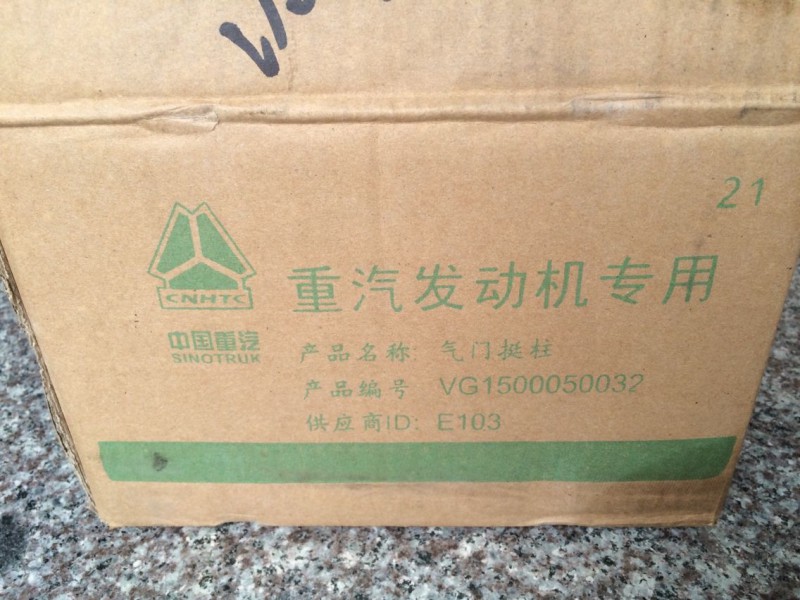 21
CNHTC
中国重汽
SINOTRUK
重汽发动机专用
产品名称: 气门挺柱
产品编号 VG1500050032
供应商ID: E103